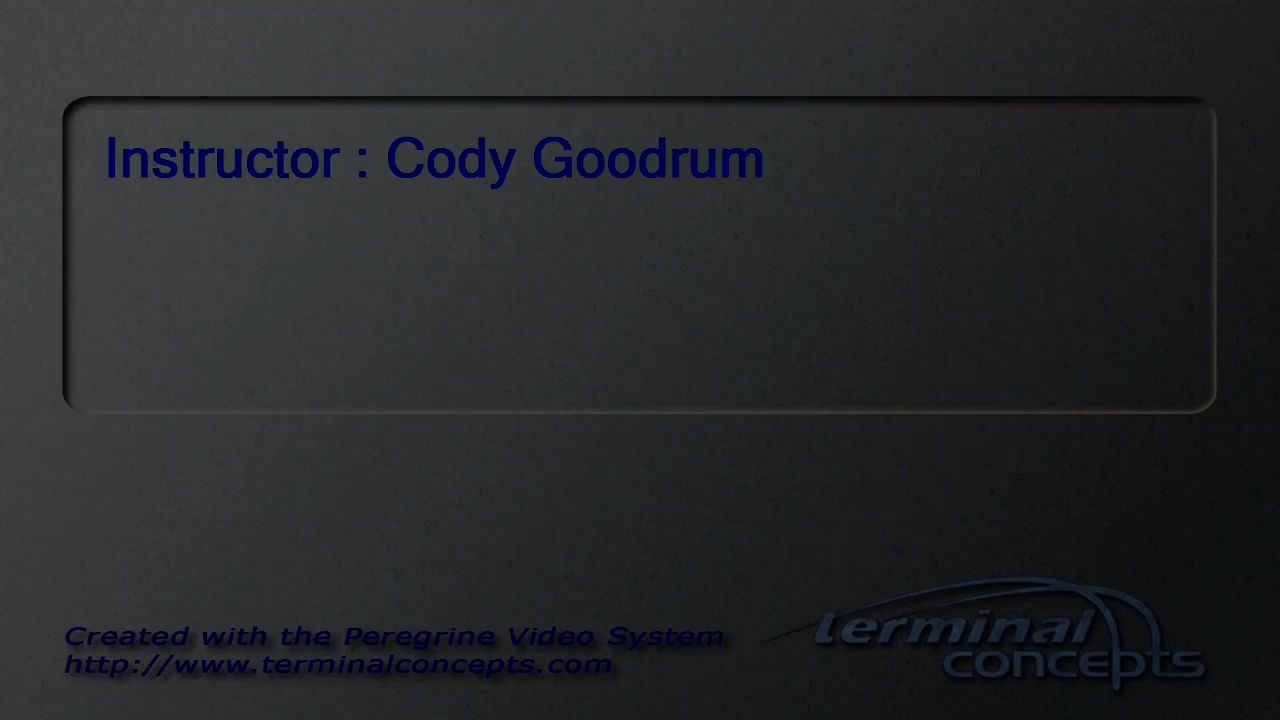 Instructor : Cody Goodrum
Created with the Peregrine Video System
http://www.terminalconcepts.com
terminal
concepts